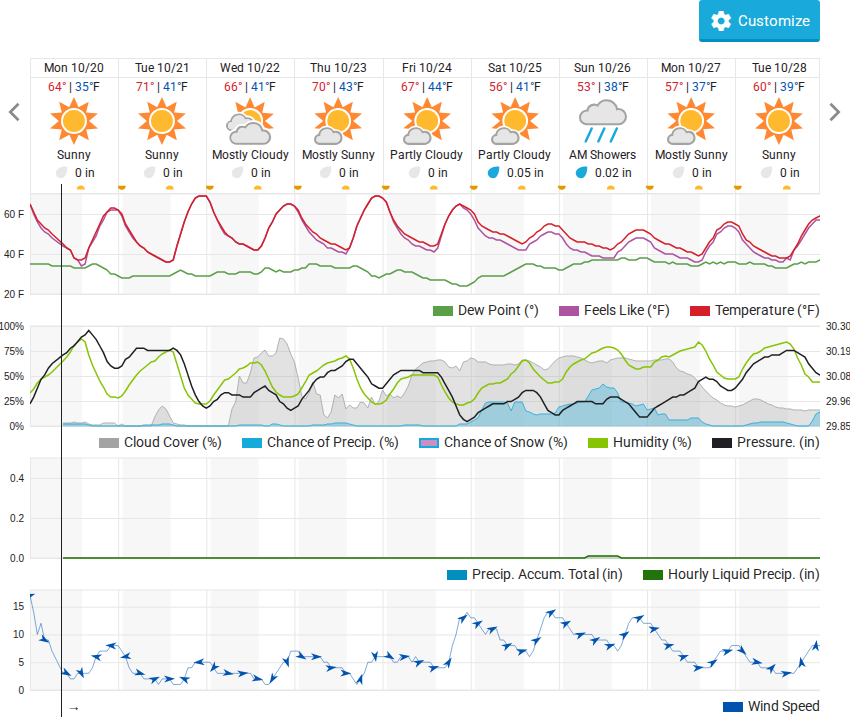 Customize
Mon 10/20 Tue 10/21 Wed 10/22 Thu 10/23 Fri 10/24 Sat 10/25 Sun 10/26 Mon 10/27 Tue 10/28
64° | 35°F 71° | 41°F 66° | 41°F 70° | 43°F 67° | 44°F 56° | 41°F 53° | 38°F 57° | 37°F 60° | 39°F
Sunny Sunny Mostly Cloudy Mostly Sunny Partly Cloudy Partly Cloudy AM Showers Mostly Sunny Sunny
0 in 0 in 0 in 0 in 0 in 0.05 in 0.02 in 0 in 0 in
60 F
40 F
20 F
Dew Point (°) Feels Like (°F) Temperature (°F)
100% 30.30
75% 30.19
50% 30.08
25% 29.96
0% 29.85
Cloud Cover (%) Chance of Precip. (%) Chance of Snow (%) Humidity (%) Pressure. (in)
0.4
0.2
0.0
Precip. Accum. Total (in) Hourly Liquid Precip. (in)
15
10
5
0
→ Wind Speed